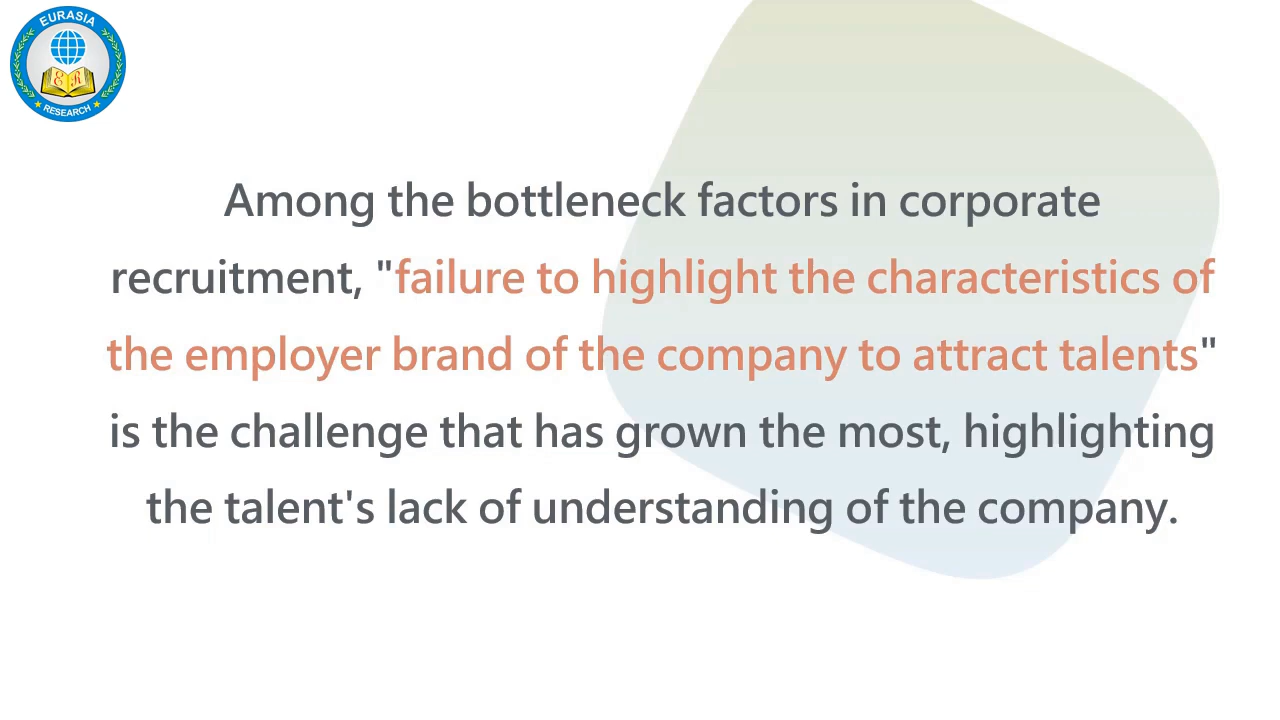 EURASIA
E R
RESEARCH
Among the bottleneck factors in corporate
recruitment, "failure to highlight the characteristics of
the employer brand of the company to attract talents"
is the challenge that has grown the most, highlighting
the talent's lack of understanding of the company.